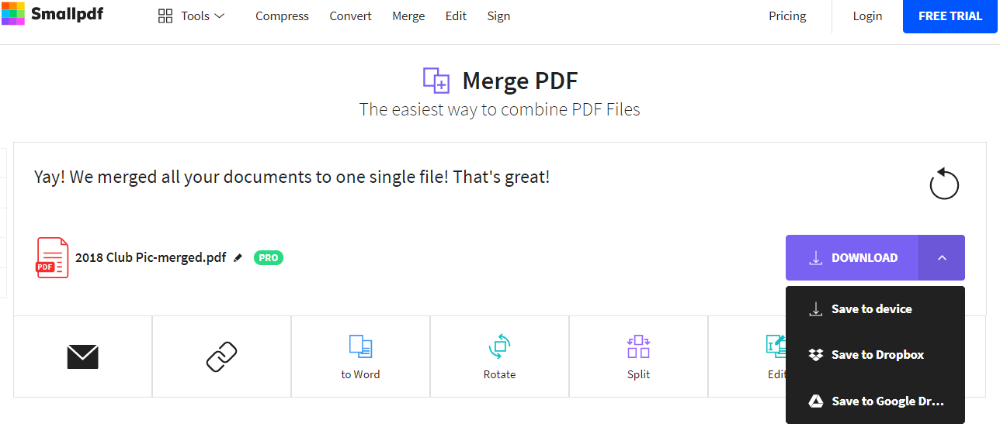 Smallpdf Tools Compress Convert Merge Edit Sign Pricing Login FREE TRIAL
Merge PDF
The easiest way to combine PDF Files
Yay! We merged all your documents to one single file! That's great!
PDF 2018 Club Pic-merged.pdf PRO DOWNLOAD
Save to device
Save to Dropbox
to Word Rotate Split Edit
Save to Google Dr...